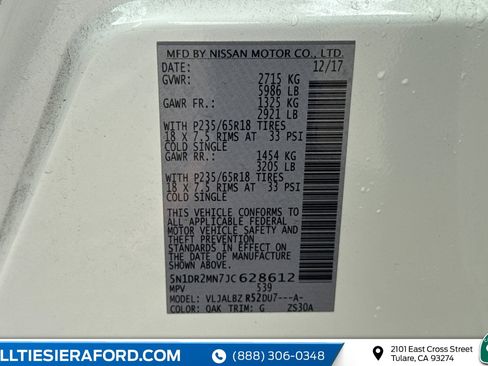 MFD BY NISSAN MOTOR CO., LTD.
DATE: 12/17
GVWR: 2715 KG
5986 LB
GAWR FR.: 1325 KG
2921 LB
WITH P235/65R18 TIRES
18 X 7.5 RIMS AT 33 PSI
COLD SINGLE
GAWR RR.: 1454 KG
3205 LB
WITH P235/65R18 TIRES
18 X 7.5 RIMS AT 33 PSI
COLD SINGLE
THIS VEHICLE CONFORMS TO
ALL APPLICABLE FEDERAL
MOTOR VEHICLE SAFETY AND
THEFT PREVENTION
STANDARDS IN EFFECT ON
THE DATE OF MANUFACTURE
SHOWN ABOVE.
5N1DR2MN7JC628612
539
MPV
MODEL: VLJALBZ R52DU7---A-
COLOR: QAK TRIM: G ZS30A
LLTIESIERAFORD.COM (888) 306-0348
2101 East Cross Street
Tulare, CA 93274